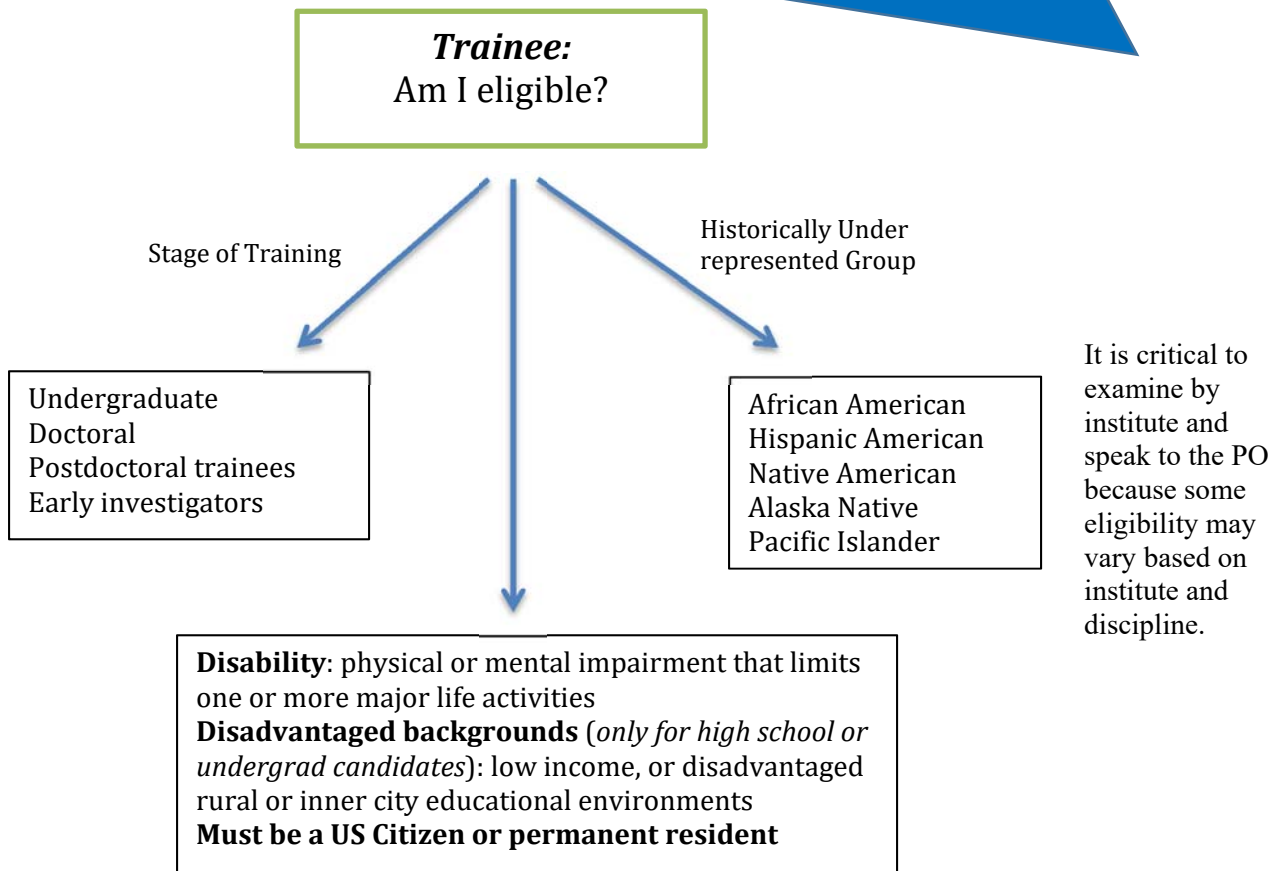 Trainee:
Am I eligible?
Stage of Training
Historically Under
represented Group
Undergraduate
Doctoral
Postdoctoral trainees
Early investigators
African American
Hispanic American
Native American
Alaska Native
Pacific Islander
It is critical to
examine by
institute and
speak to the PO
because some
eligibility may
vary based on
institute and
discipline.
Disability: physical or mental impairment that limits
one or more major life activities
Disadvantaged backgrounds (only for high school or
undergrad candidates): low income, or disadvantaged
rural or inner city educational environments
Must be a US Citizen or permanent resident